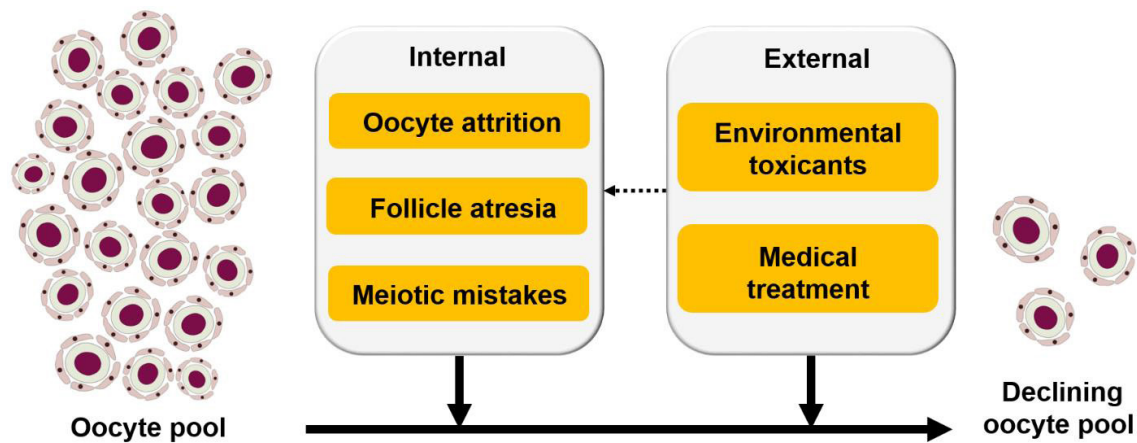 Internal
Oocyte attrition
Follicle atresia
Meiotic mistakes
External
Environmental
toxicants
Medical
treatment
Oocyte pool
Declining
oocyte pool